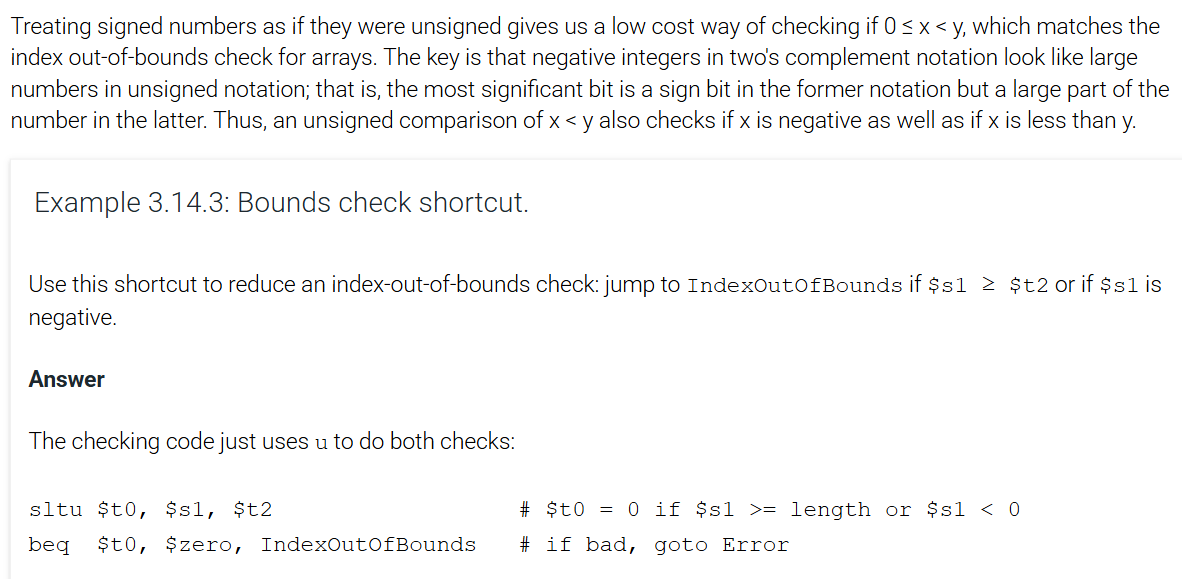 Treating signed numbers as if they were unsigned gives us a low cost way of checking if 0 ≤ x < y, which matches the
index out-of-bounds check for arrays. The key is that negative integers in two's complement notation look like large
numbers in unsigned notation; that is, the most significant bit is a sign bit in the former notation but a large part of the
number in the latter. Thus, an unsigned comparison of x < y also checks if x is negative as well as if x is less than y.
Example 3.14.3: Bounds check shortcut.
Use this shortcut to reduce an index-out-of-bounds check: jump to IndexOutOfBounds if $s1 ≥ $t2 or if $s1 is
negative.
Answer
The checking code just uses u to do both checks:
sltu $t0, $s1, $t2 # $t0 = 0 if $s1 >= length or $s1 < 0
beq $t0, $zero, IndexOutOfBounds # if bad, goto Error